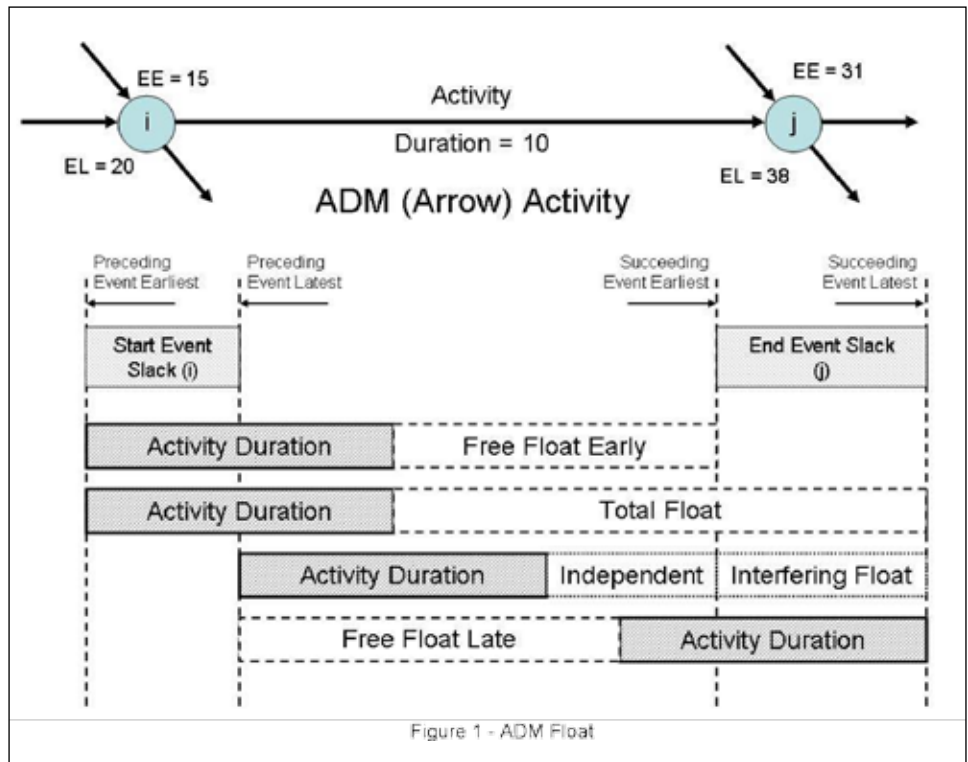 EE = 15
EE = 31
Activity
i
j
Duration = 10
EL = 20
EL = 38
ADM (Arrow) Activity
Preceding
Event Earliest
Preceding
Event Latest
Succeeding
Event Earliest
Succeeding
Event Latest
Start Event
Slack (i)
End Event Slack
(j)
Activity Duration
Free Float Early
Activity Duration
Total Float
Activity Duration
Independent
Interfering Float
Free Float Late
Activity Duration
Figure 1 - ADM Float